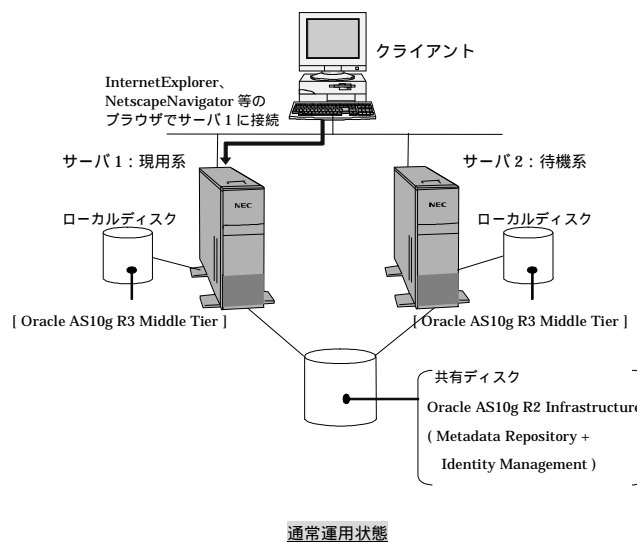 クライアント
InternetExplorer、
NetscapeNavigator 等の
ブラウザでサーバ 1 に接続
サーバ 1：現用系
サーバ 2：待機系
NEC
NEC
ローカルディスク
ローカルディスク
[ Oracle AS10g R3 Middle Tier ]
[ Oracle AS10g R3 Middle Tier ]
共有ディスク
Oracle AS10g R2 Infrastructure
( Metadata Repository +
Identity Management )
通常運用状態